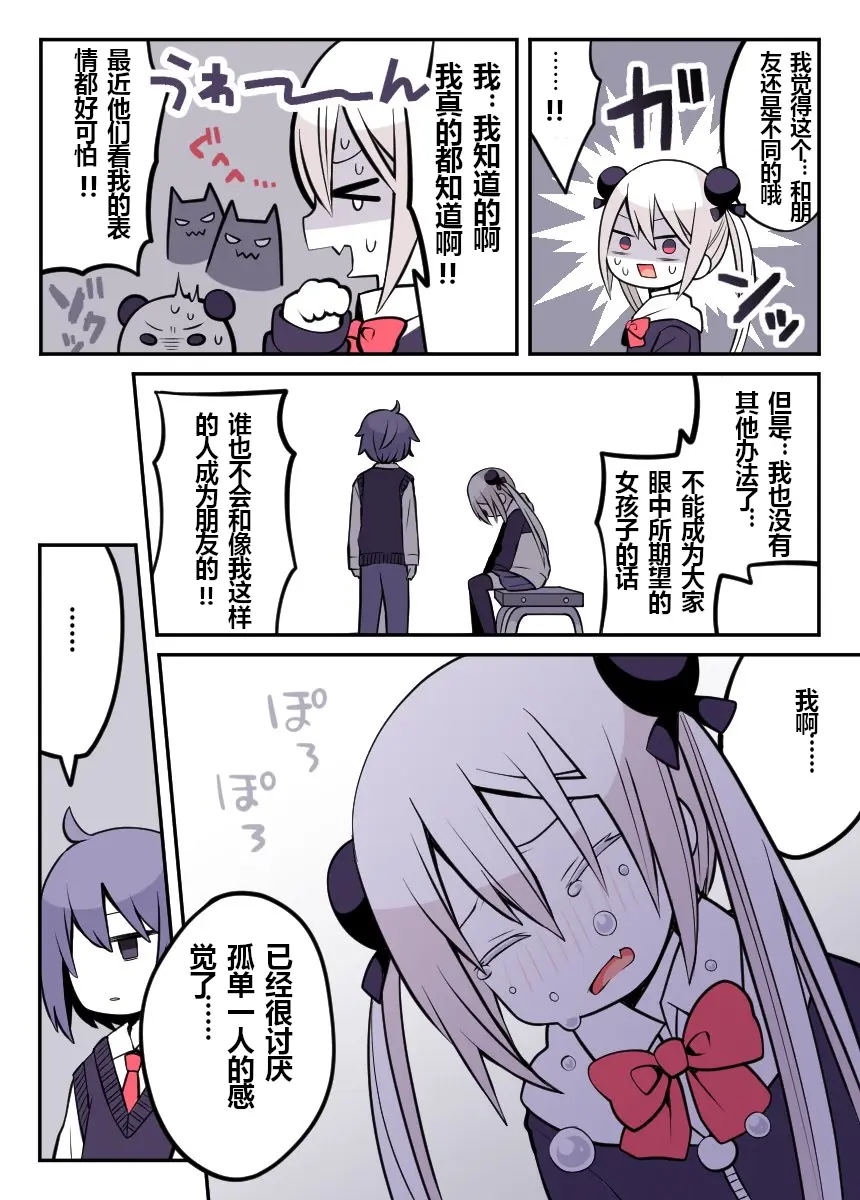 我觉得这个…和朋
友还是不同的哦
……!!
ガ
ンッ
我…我知道的啊
我真的都知道啊!!
うわ～～ん
最近他们看我的表
情都好可怕!!
ぐへへ…
ゾク
ゾク
但是…我也没有
其他办法了…
不能成为大家
眼中所期望的
女孩子的话
谁也不会和像我这样
的人成为朋友的!!
我啊……
ぽろ
ぽろ
已经很讨厌
孤单一人的感
觉了……
……